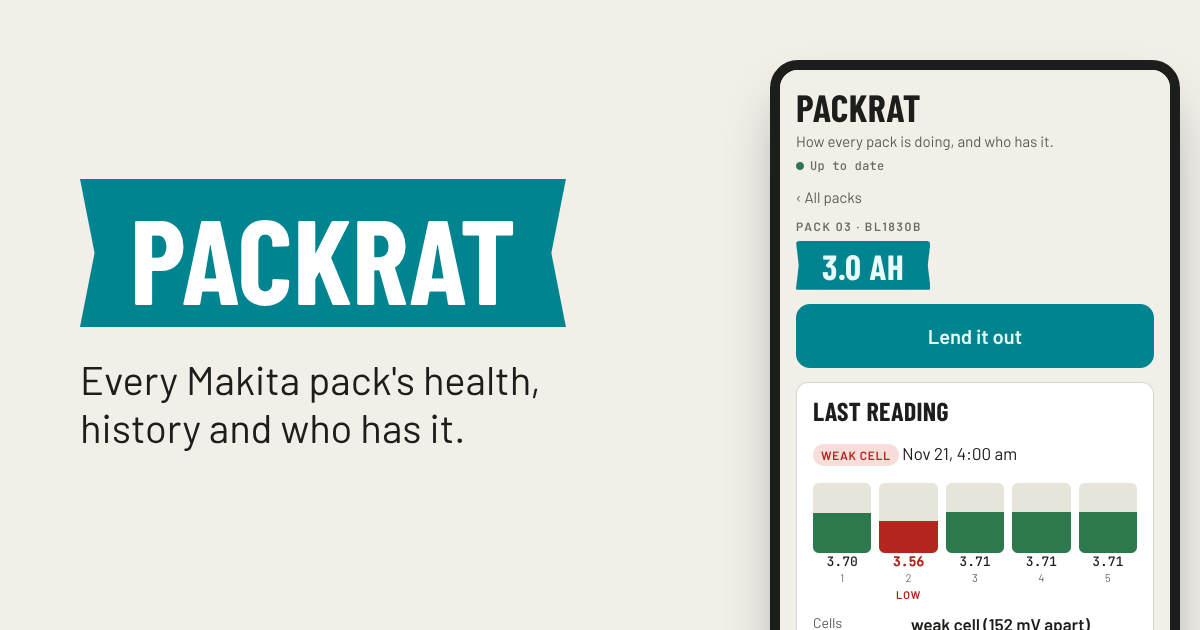 PACKRAT
Every Makita pack's health,
history and who has it.
PACKRAT
How every pack is doing, and who has it.
Up to date
‹ All packs
PACK 03 · BL1830B
3.0 AH
Lend it out
LAST READING
WEAK CELL Nov 21, 4:00 am
3.70 3.56 3.71 3.71 3.71
1 2 3 4 5
LOW
Cells weak cell (152 mV apart)